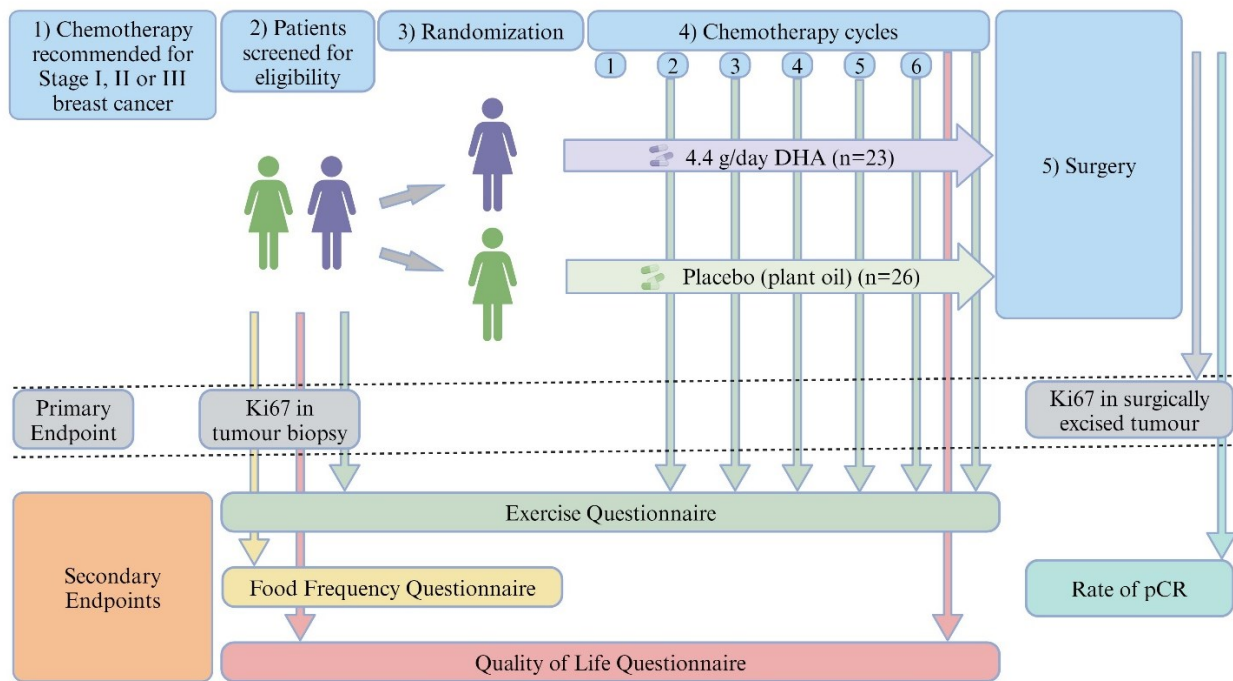 1) Chemotherapy
recommended for
Stage I, II or III
breast cancer
2) Patients
screened for
eligibility
3) Randomization
4) Chemotherapy cycles
1 2 3 4 5 6
4.4 g/day DHA (n=23)
Placebo (plant oil) (n=26)
5) Surgery
Primary
Endpoint
Ki67 in
tumour biopsy
Ki67 in surgically
excised tumour
Secondary
Endpoints
Exercise Questionnaire
Food Frequency Questionnaire
Quality of Life Questionnaire
Rate of pCR